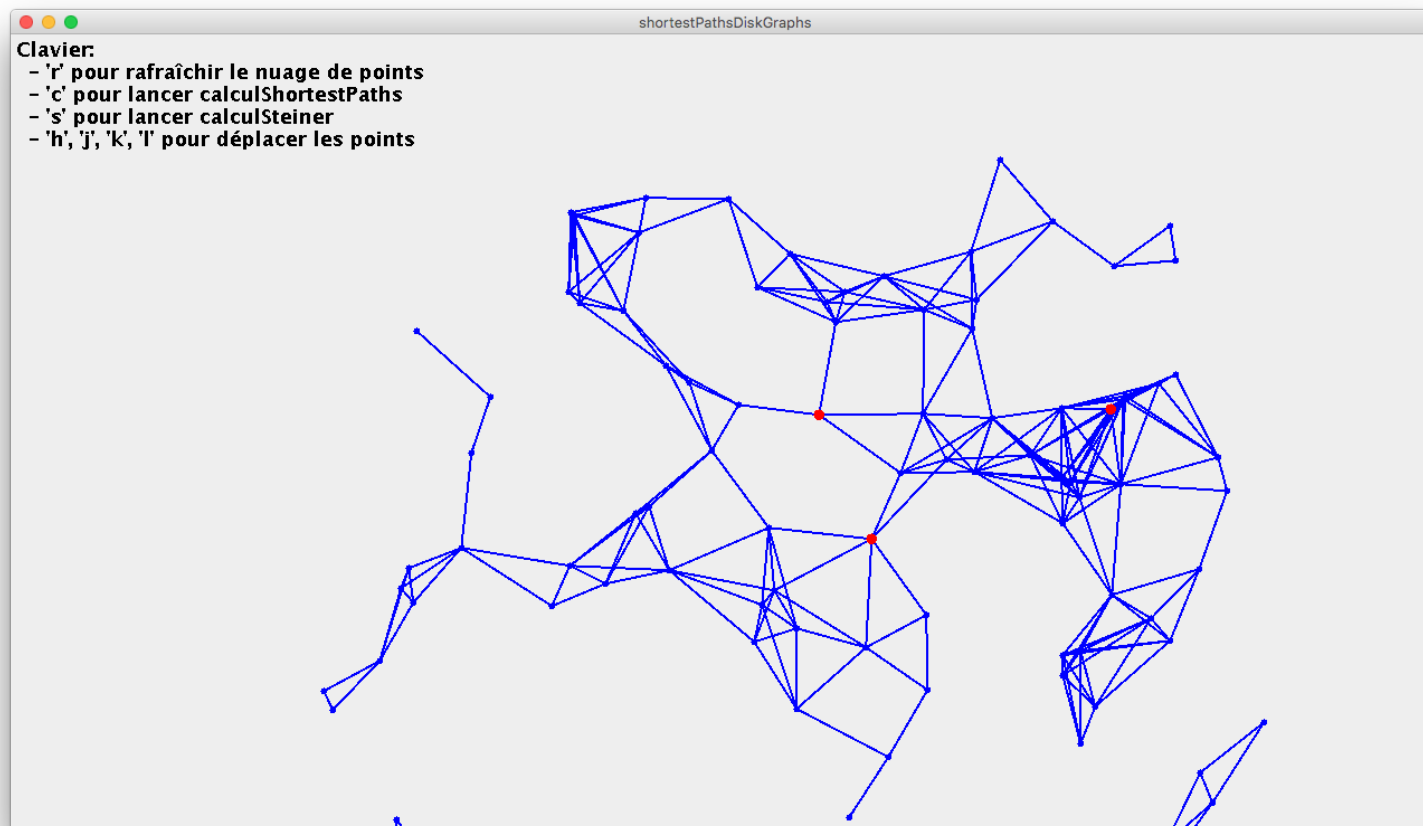 shortestPathsDiskGraphs
Clavier:
- 'r' pour rafraîchir le nuage de points
- 'c' pour lancer calculShortestPaths
- 's' pour lancer calculSteiner
- 'h', 'j', 'k', 'l' pour déplacer les points